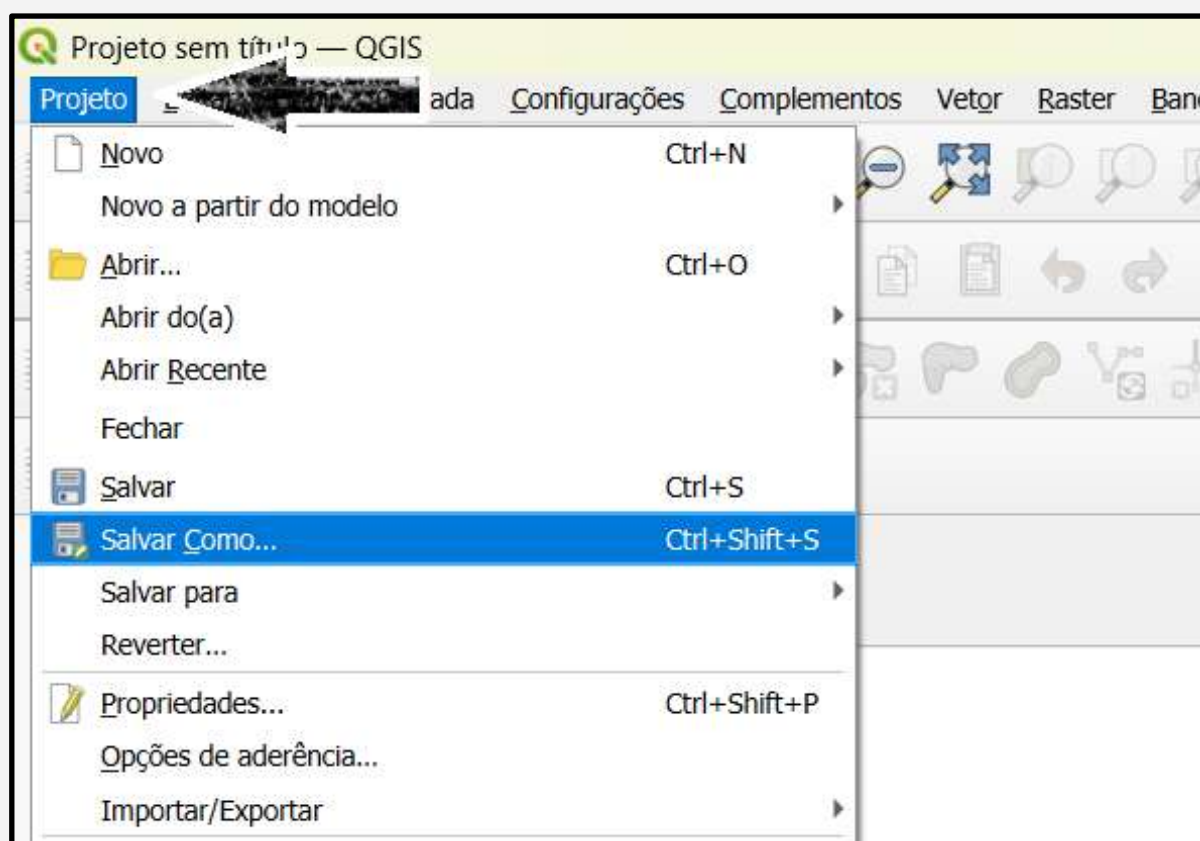 Projeto sem título — QGIS
Projeto ada Configurações Complementos Vetor Raster Banc
Novo Ctrl+N
Novo a partir do modelo
Abrir... Ctrl+O
Abrir do(a)
Abrir Recente
Fechar
Salvar Ctrl+S
Salvar Como... Ctrl+Shift+S
Salvar para
Reverter...
Propriedades... Ctrl+Shift+P
Opções de aderência...
Importar/Exportar